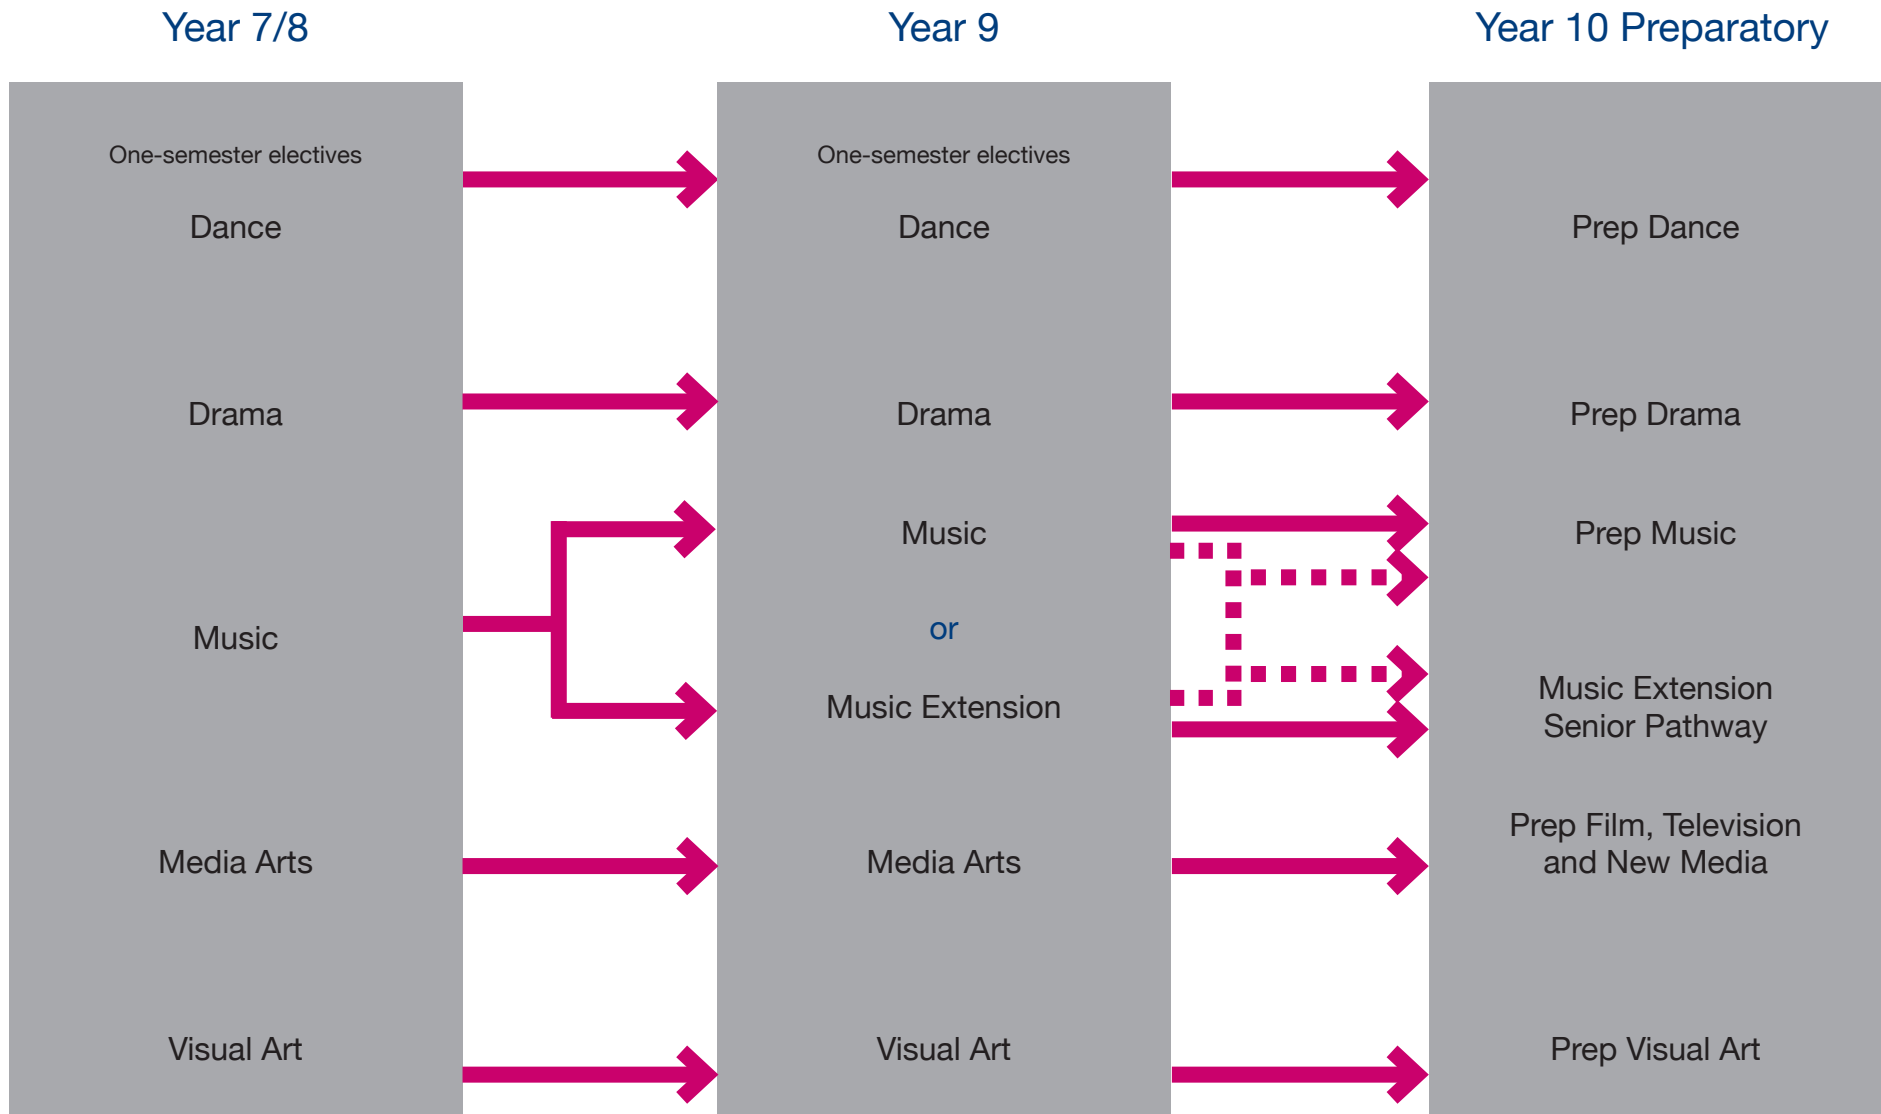 Year 7/8
Year 9
Year 10 Preparatory
One-semester electives
Dance
Drama
Music
Media Arts
Visual Art
One-semester electives
Dance
Drama
Music
or
Music Extension
Media Arts
Visual Art
Prep Dance
Prep Drama
Prep Music
Music Extension
Senior Pathway
Prep Film, Television
and New Media
Prep Visual Art